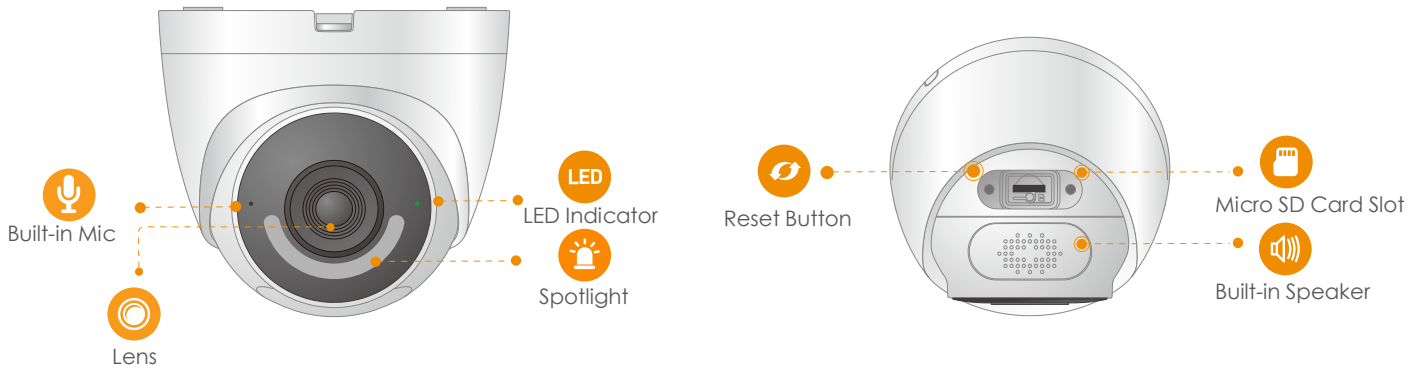 Built-in Mic
Lens
LED
LED Indicator
Spotlight
Reset Button
Micro SD Card Slot
Built-in Speaker